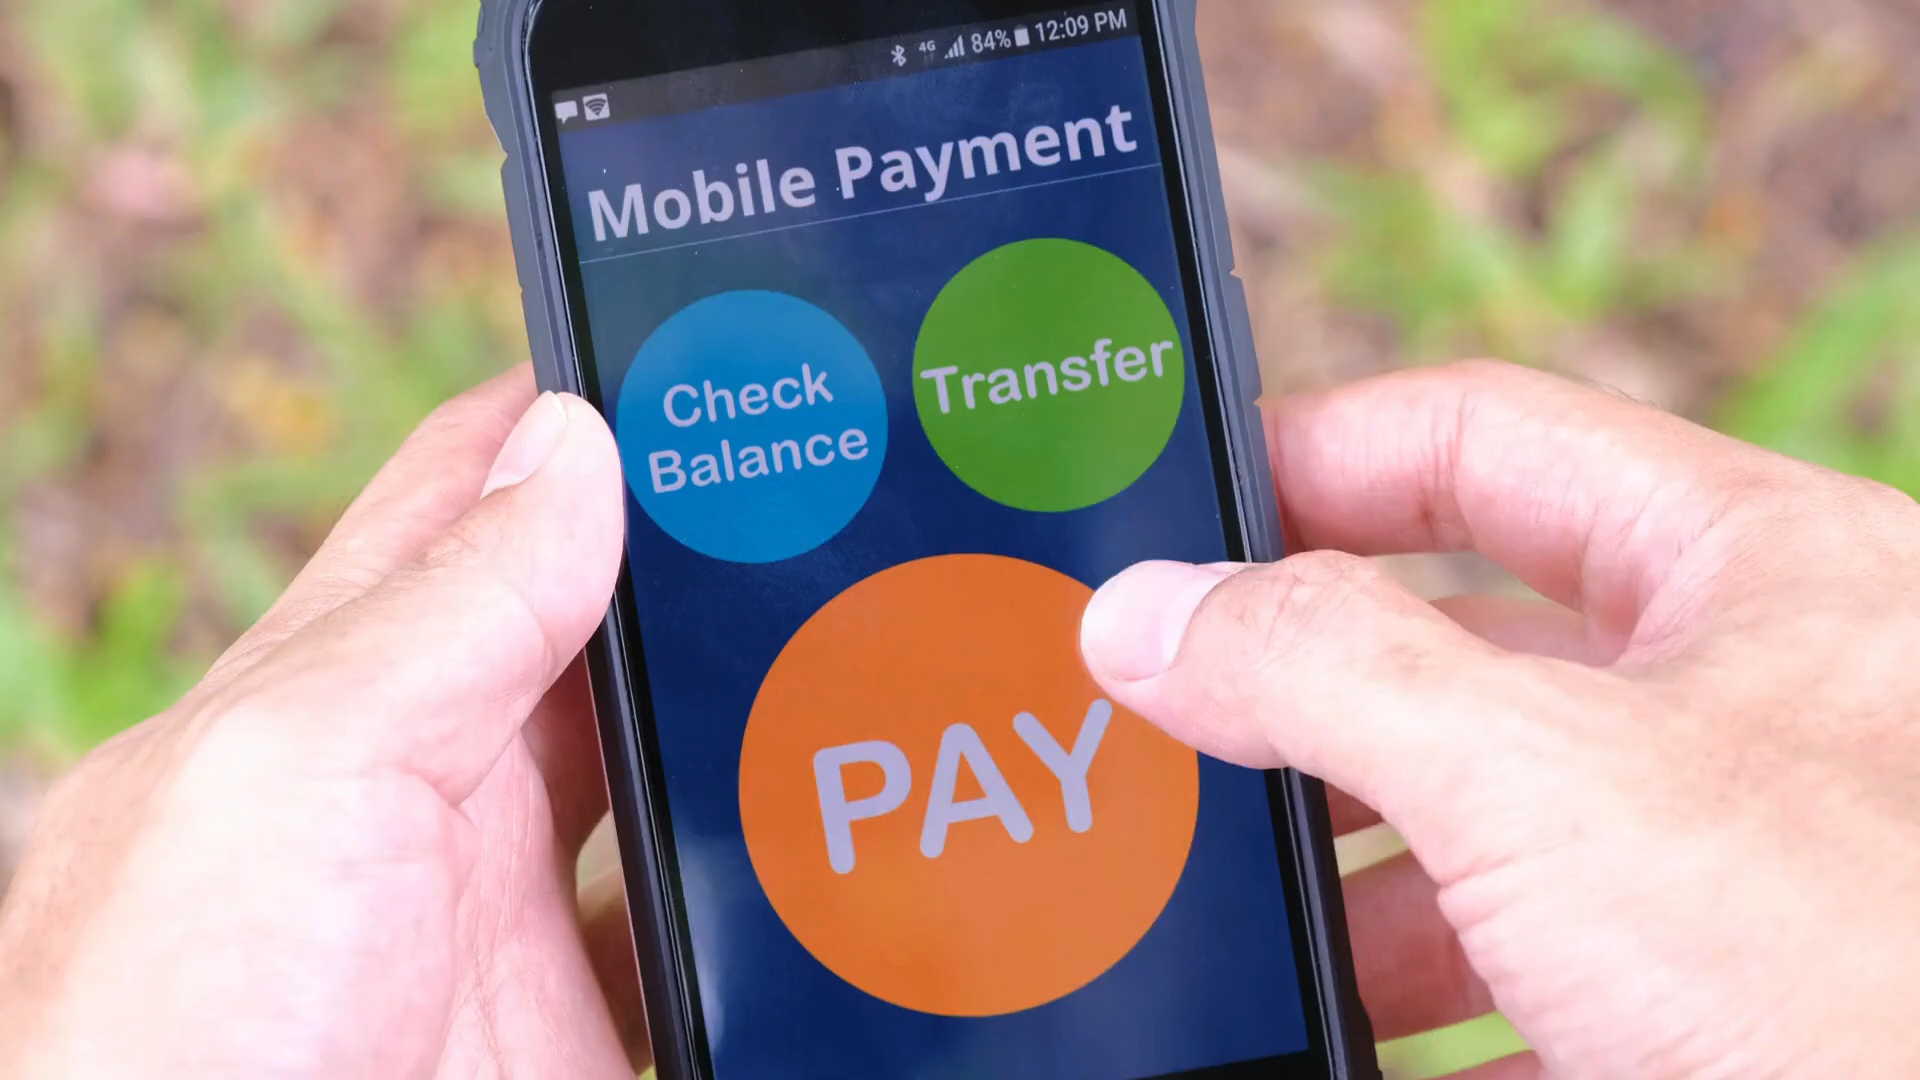 4G 84% 12:09 PM
Mobile Payment
Check
Balance
Transfer
PAY